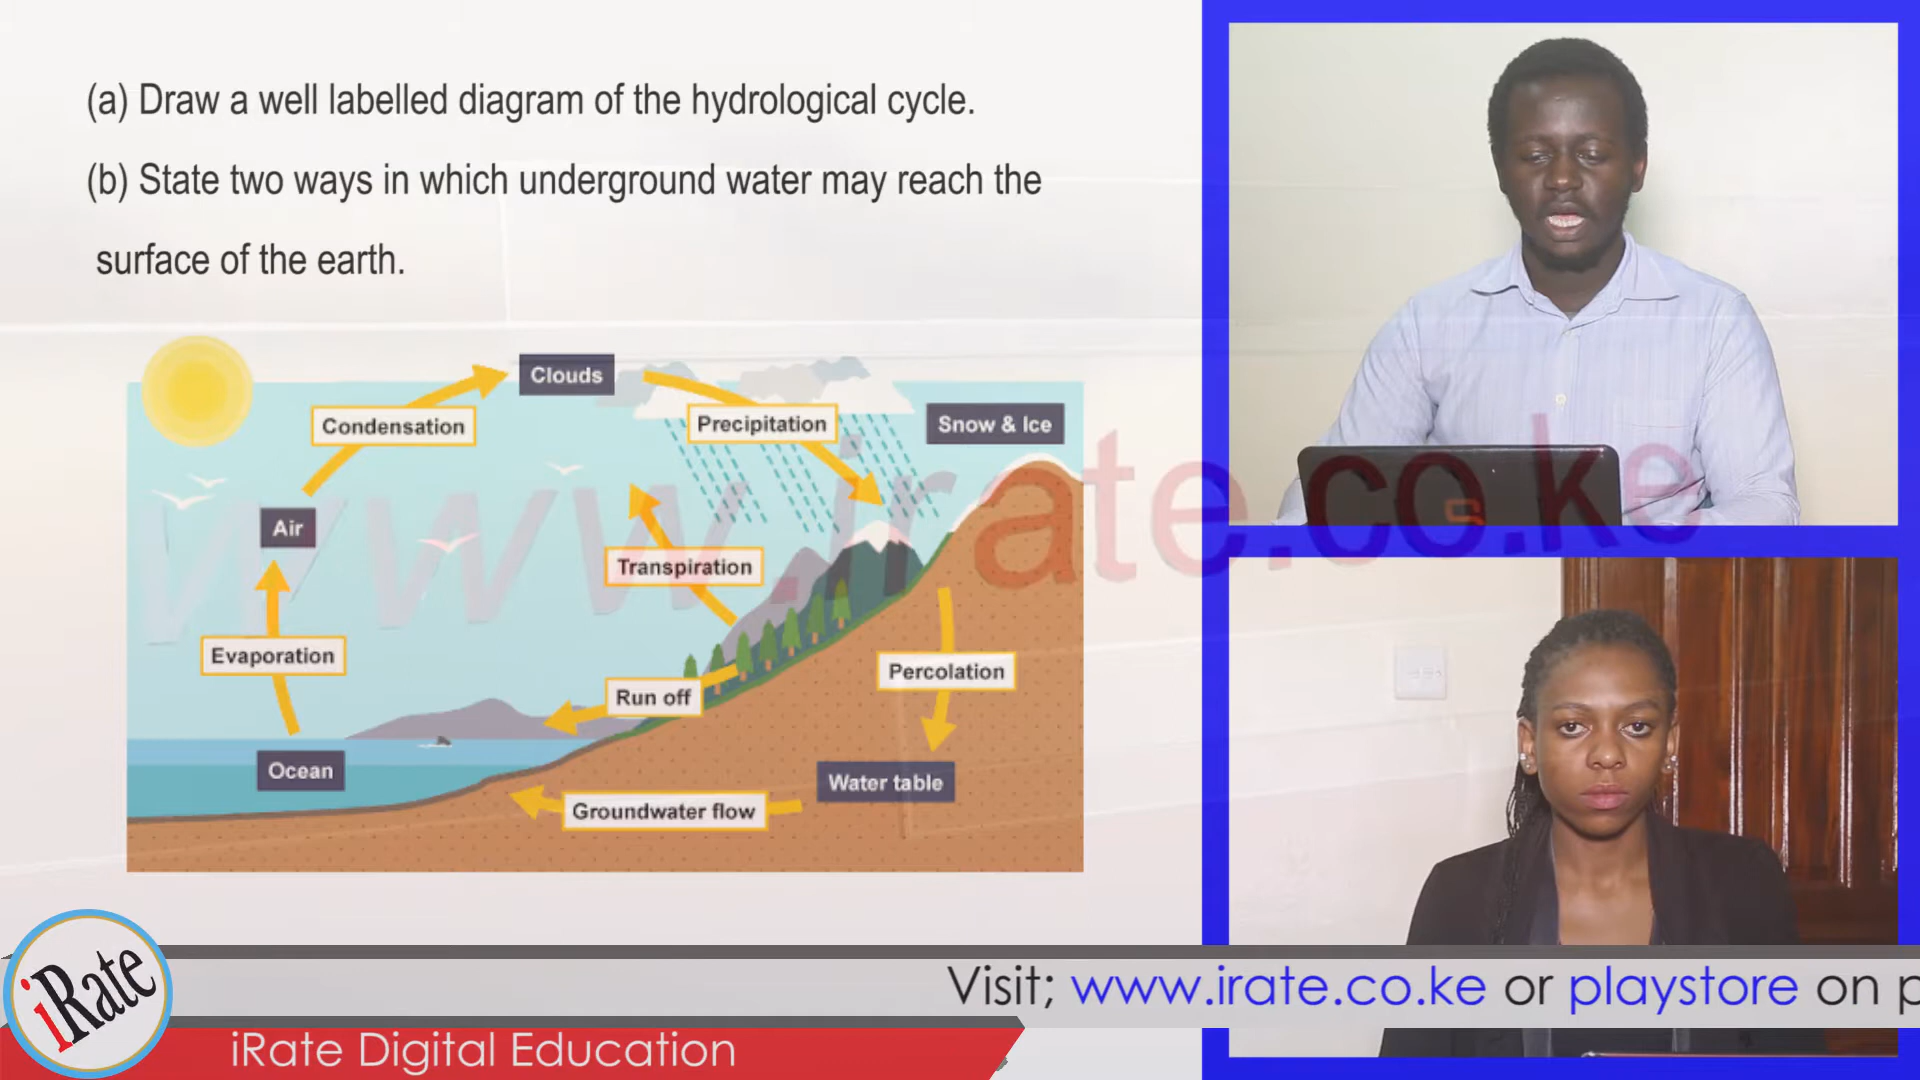 (a) Draw a well labelled diagram of the hydrological cycle.
(b) State two ways in which underground water may reach the
surface of the earth.
Clouds
Condensation
Precipitation
Snow & Ice
Air
Transpiration
Evaporation
Run off
Percolation
Ocean
Water table
Groundwater flow
www.irate.co.ke
iRate
Visit; www.irate.co.ke or playstore on p
iRate Digital Education